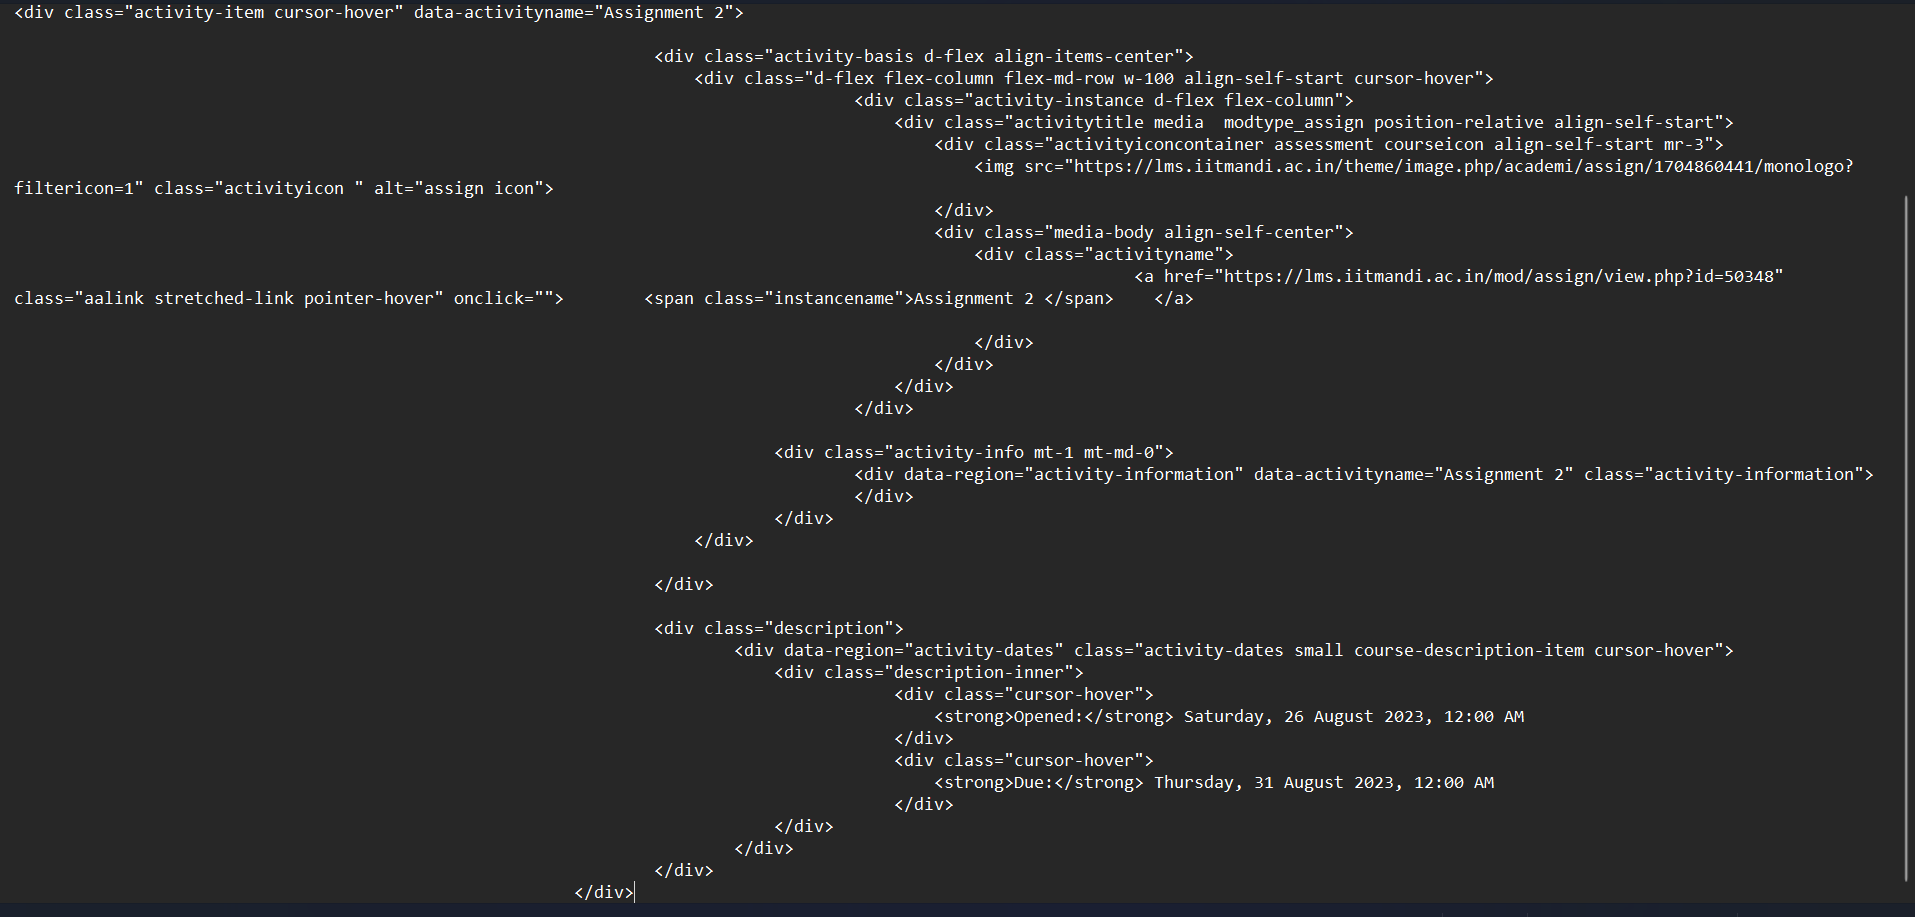 <div class="activity-item cursor-hover" data-activityname="Assignment 2">
<div class="activity-basis d-flex align-items-center">
<div class="d-flex flex-column flex-md-row w-100 align-self-start cursor-hover">
<div class="activity-instance d-flex flex-column">
<div class="activitytitle media  modtype_assign position-relative align-self-start">
<div class="activityiconcontainer assessment courseicon align-self-start mr-3">
<img src="https://lms.iitmandi.ac.in/theme/image.php/academi/assign/1704860441/monologo?
filtericon=1" class="activityicon " alt="assign icon">
</div>
<div class="media-body align-self-center">
<div class="activityname">
<a href="https://lms.iitmandi.ac.in/mod/assign/view.php?id=50348"
class="aalink stretched-link pointer-hover" onclick="">        <span class="instancename">Assignment 2 </span>    </a>
</div>
</div>
</div>
</div>
<div class="activity-info mt-1 mt-md-0">
<div data-region="activity-information" data-activityname="Assignment 2" class="activity-information">
</div>
</div>
</div>
</div>
<div class="description">
<div data-region="activity-dates" class="activity-dates small course-description-item cursor-hover">
<div class="description-inner">
<div class="cursor-hover">
<strong>Opened:</strong> Saturday, 26 August 2023, 12:00 AM
</div>
<div class="cursor-hover">
<strong>Due:</strong> Thursday, 31 August 2023, 12:00 AM
</div>
</div>
</div>
</div>
</div>